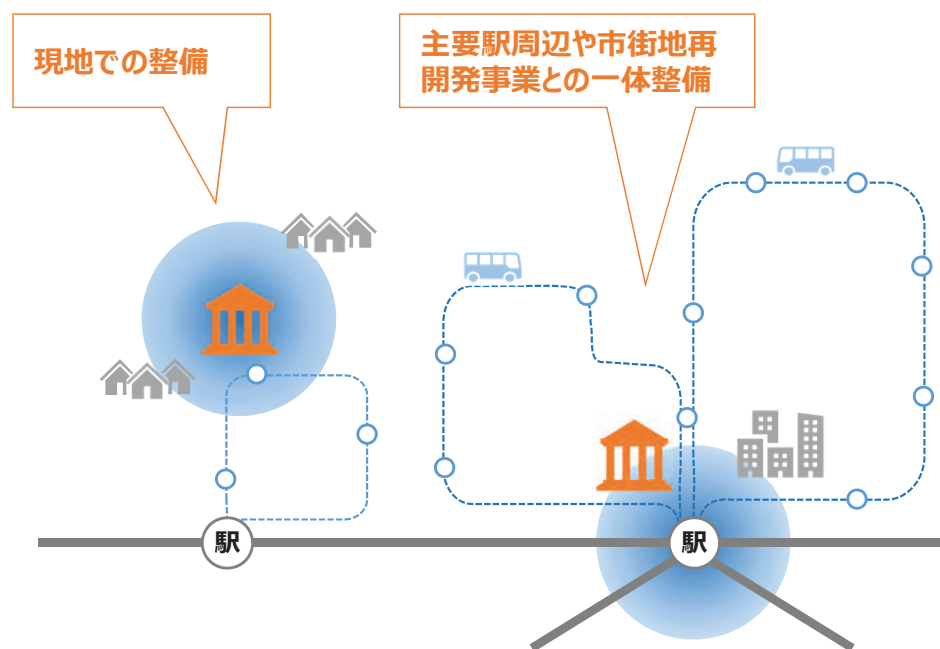 現地での整備
主要駅周辺や市街地再
開発事業との一体整備
駅
駅